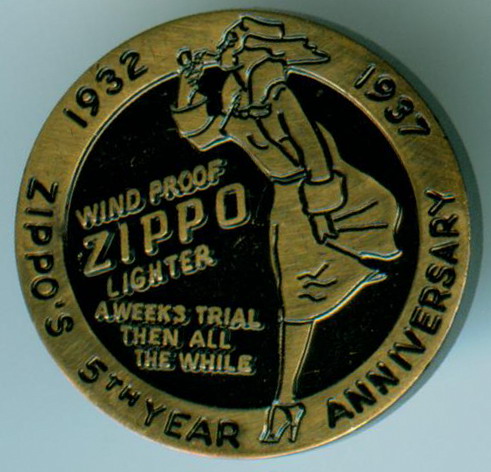 1932 1937
WIND PROOF
ZIPPO
LIGHTER
A WEEKS TRIAL
THEN ALL
THE WHILE
ZIPPO'S 5TH YEAR ANNIVERSARY